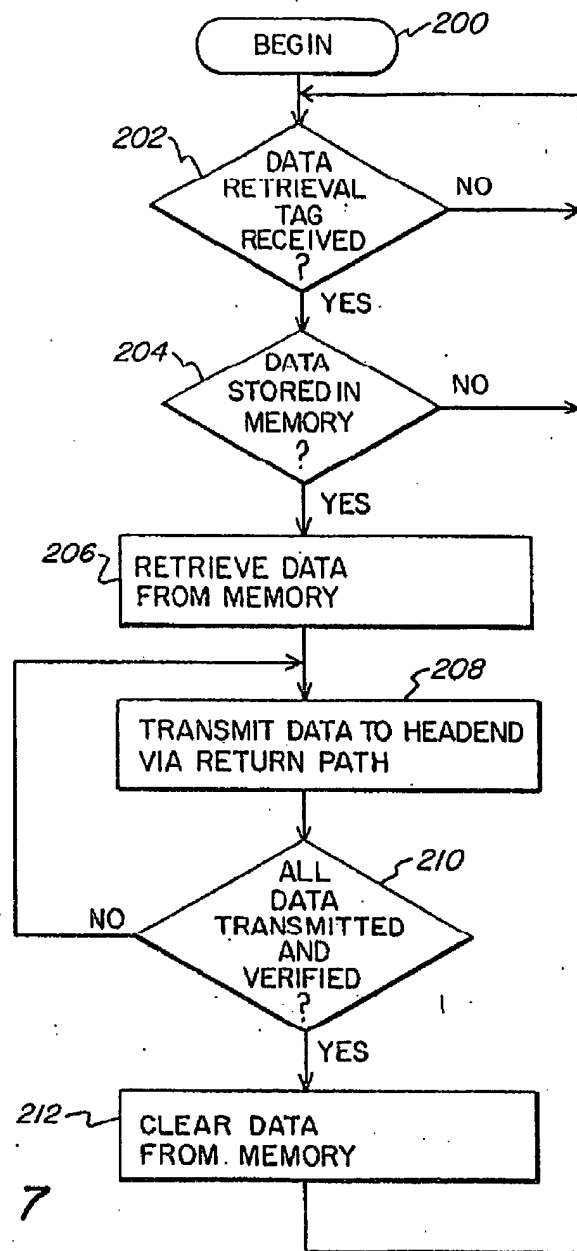 BEGIN
200
202
DATA
RETRIEVAL
TAG
RECEIVED
?
NO
YES
204
DATA
STORED IN
MEMORY
?
NO
YES
206
RETRIEVE DATA
FROM MEMORY
208
TRANSMIT DATA TO HEADEND
VIA RETURN PATH
210
ALL
DATA
TRANSMITTED
AND
VERIFIED
?
NO
YES
212
CLEAR DATA
FROM. MEMORY
7